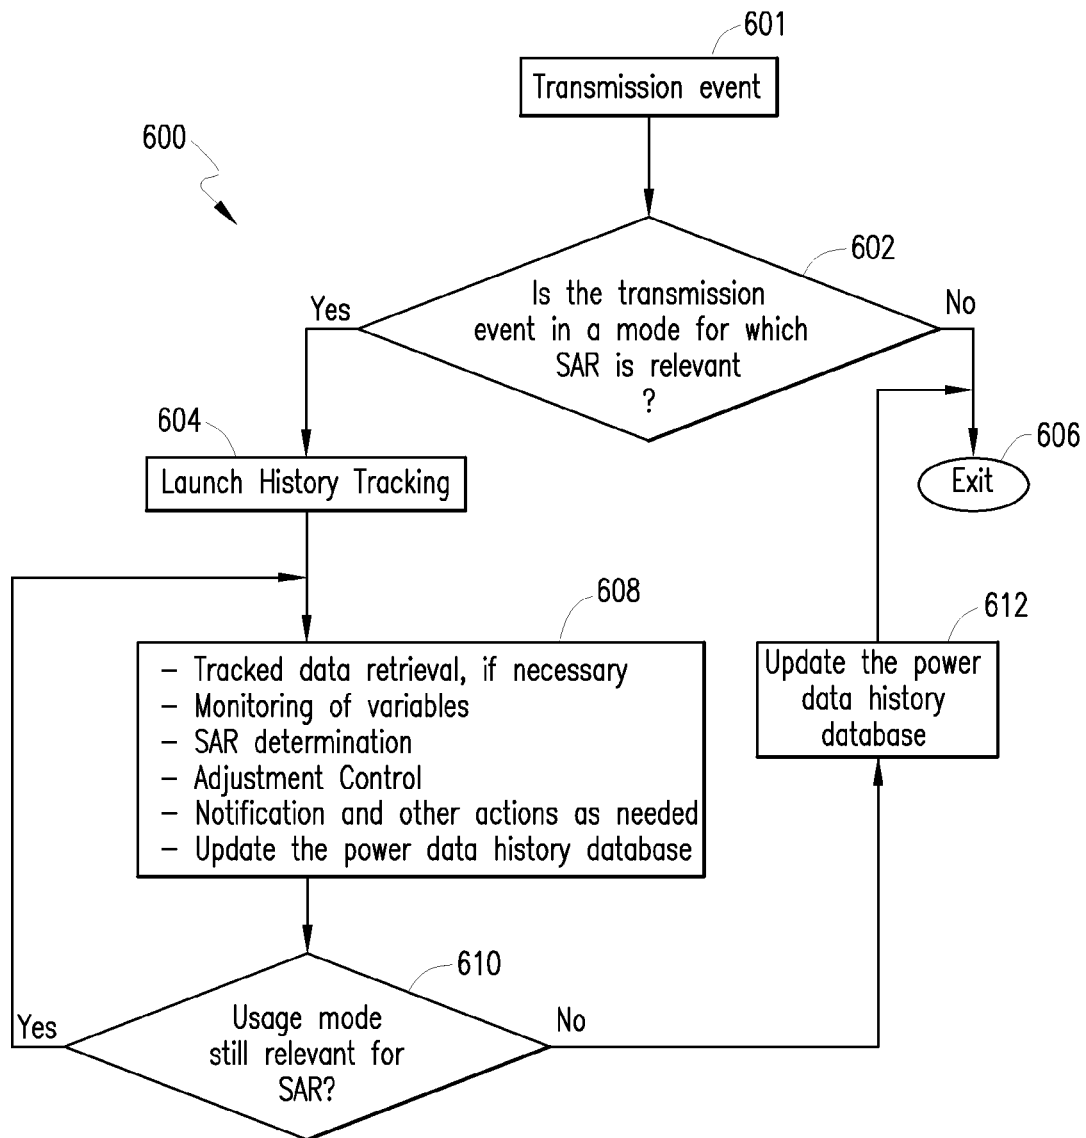 601
Transmission event
600
602
Is the transmission
event in a mode for which
SAR is relevant
?
Yes
No
604
Launch History Tracking
606
Exit
608
– Tracked data retrieval, if necessary
– Monitoring of variables
– SAR determination
– Adjustment Control
– Notification and other actions as needed
– Update the power data history database
612
Update the power
data history
database
610
Usage mode
still relevant for
SAR?
Yes
No